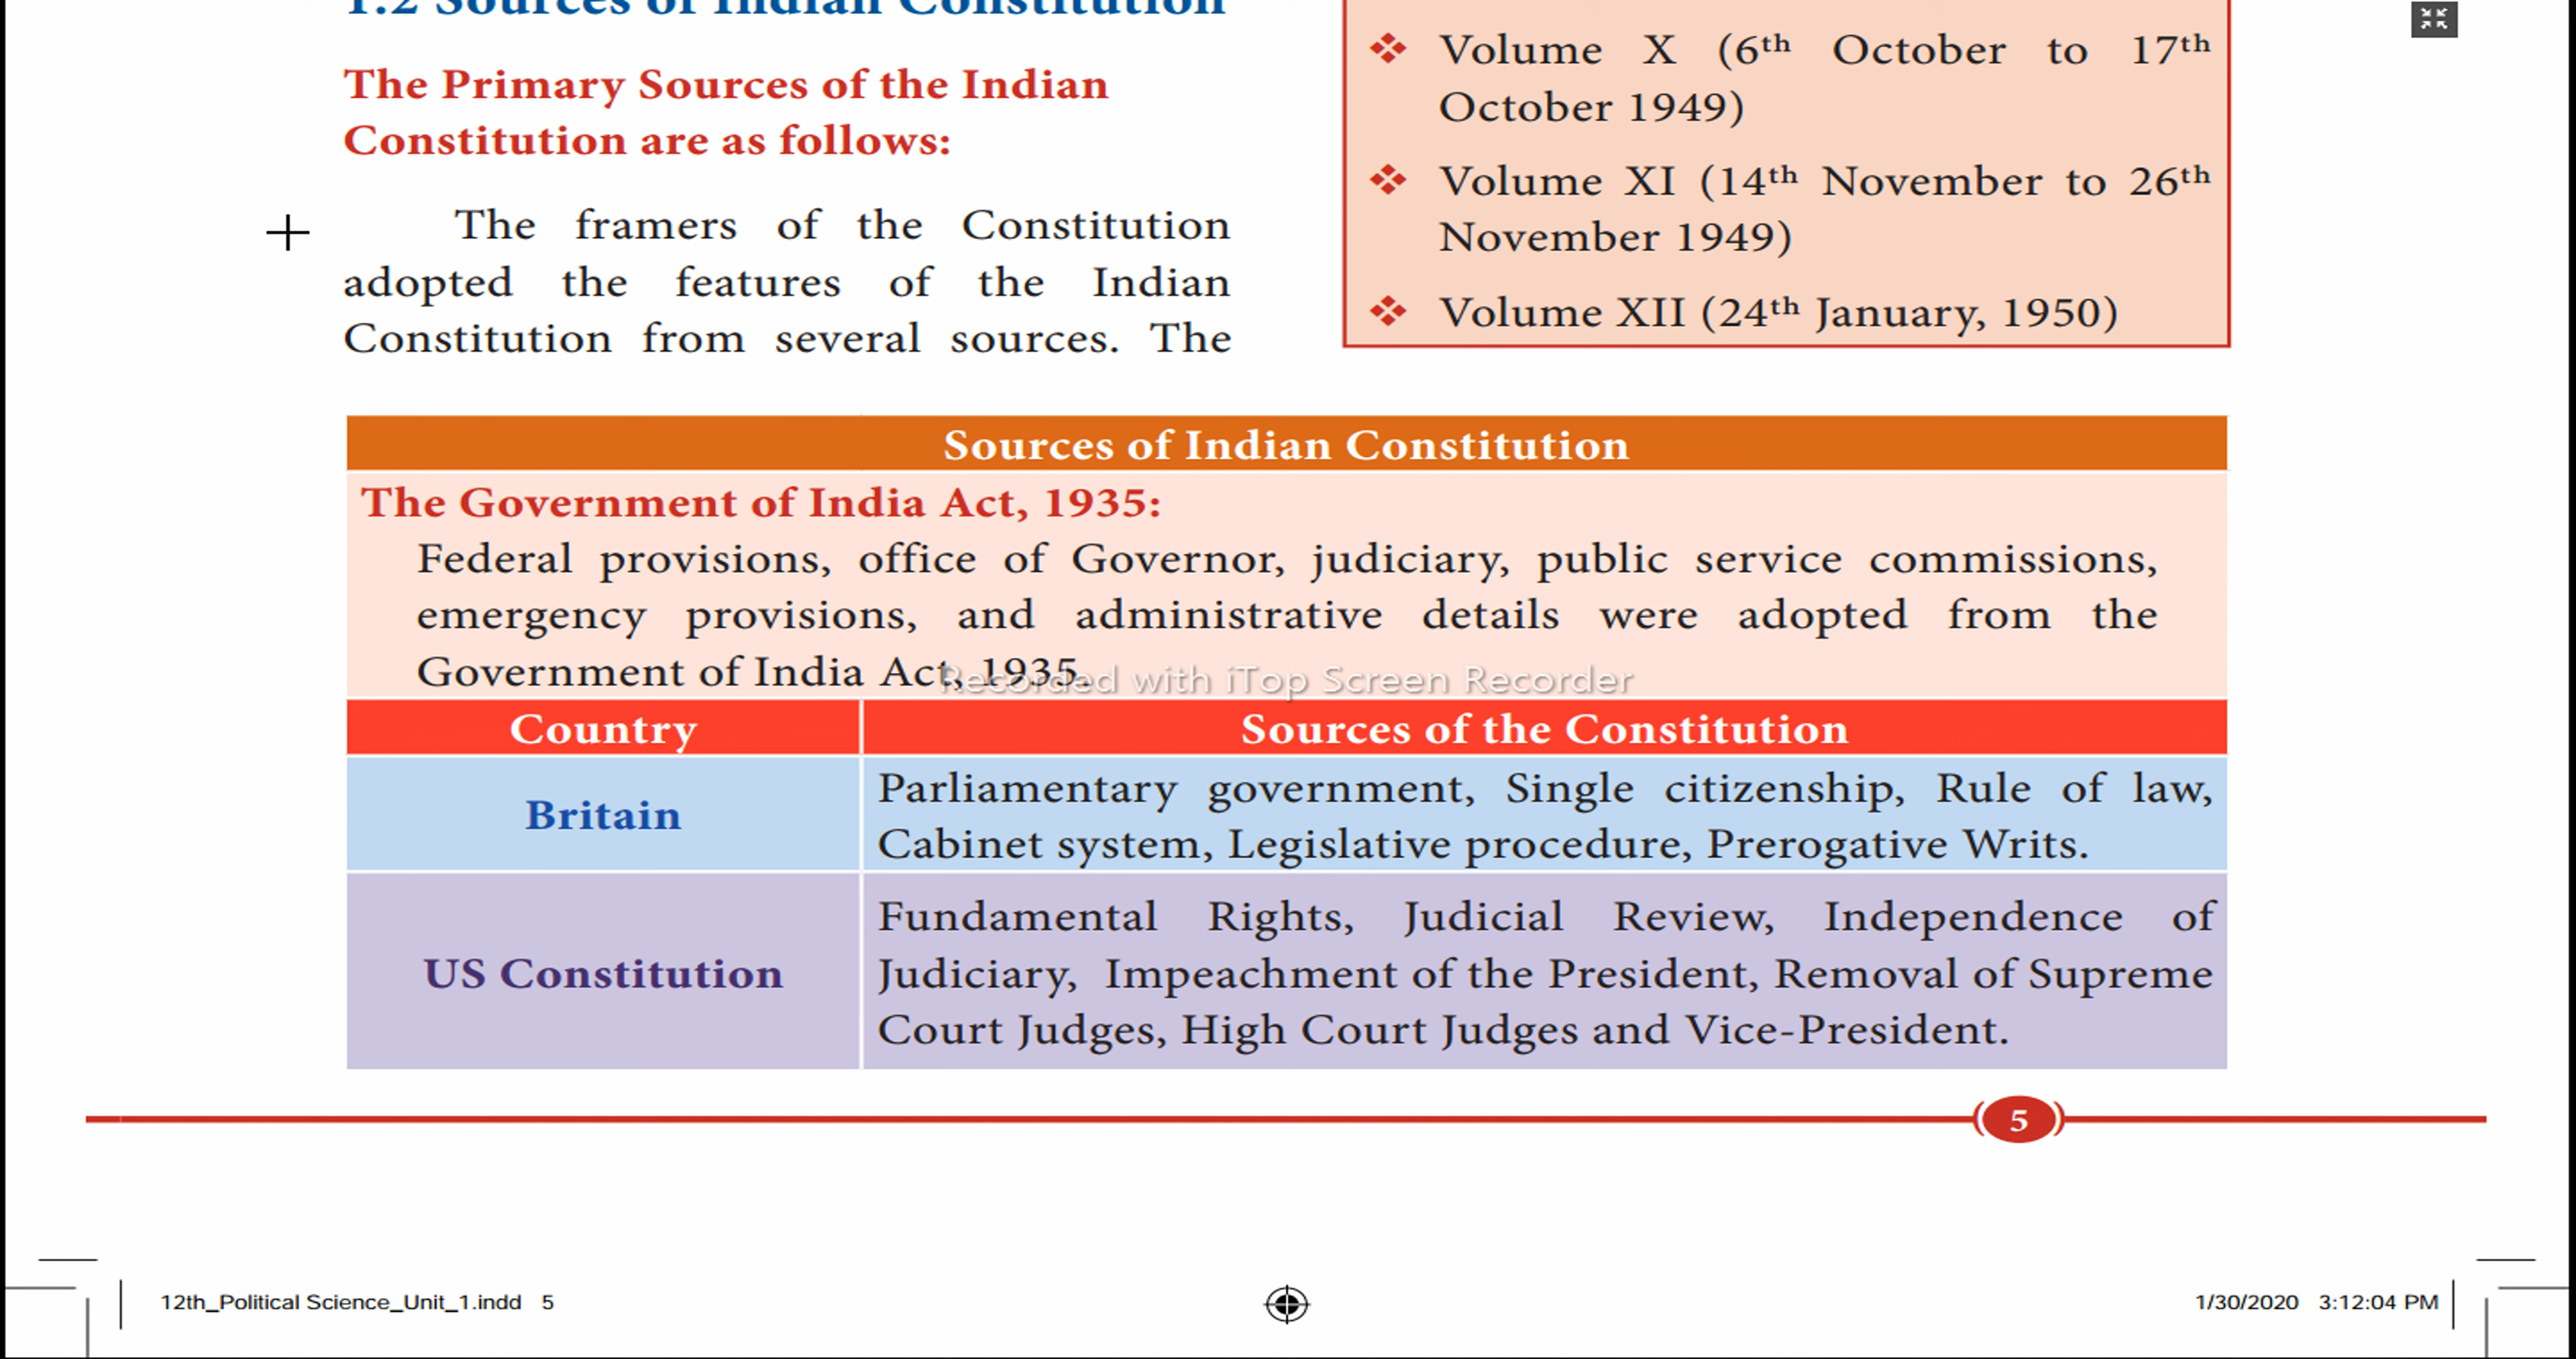 1.2 Sources of Indian Constitution
The Primary Sources of the Indian
Constitution are as follows:
The framers of the Constitution
adopted the features of the Indian
Constitution from several sources. The
❖ Volume X (6th October to 17th
October 1949)
❖ Volume XI (14th November to 26th
November 1949)
❖ Volume XII (24th January, 1950)
Sources of Indian Constitution
The Government of India Act, 1935:
Federal provisions, office of Governor, judiciary, public service commissions,
emergency provisions, and administrative details were adopted from the
Government of India Act, 1935.
Recorded with iTop Screen Recorder
Country
Sources of the Constitution
Britain
Parliamentary government, Single citizenship, Rule of law,
Cabinet system, Legislative procedure, Prerogative Writs.
US Constitution
Fundamental Rights, Judicial Review, Independence of
Judiciary, Impeachment of the President, Removal of Supreme
Court Judges, High Court Judges and Vice-President.
5
12th_Political Science_Unit_1.indd 5
1/30/2020 3:12:04 PM